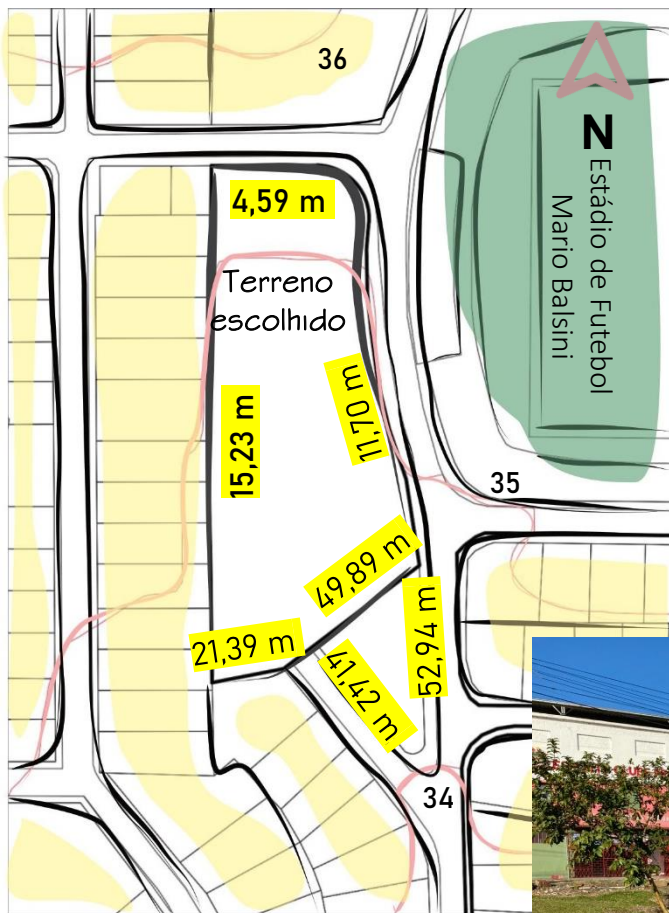 36
N
Estádio de Futebol
Mario Balsini
4,59 m
Terreno
escolhido
11,70 m
15,23 m
35
49,89 m
52,94 m
21,39 m
41,42 m
34